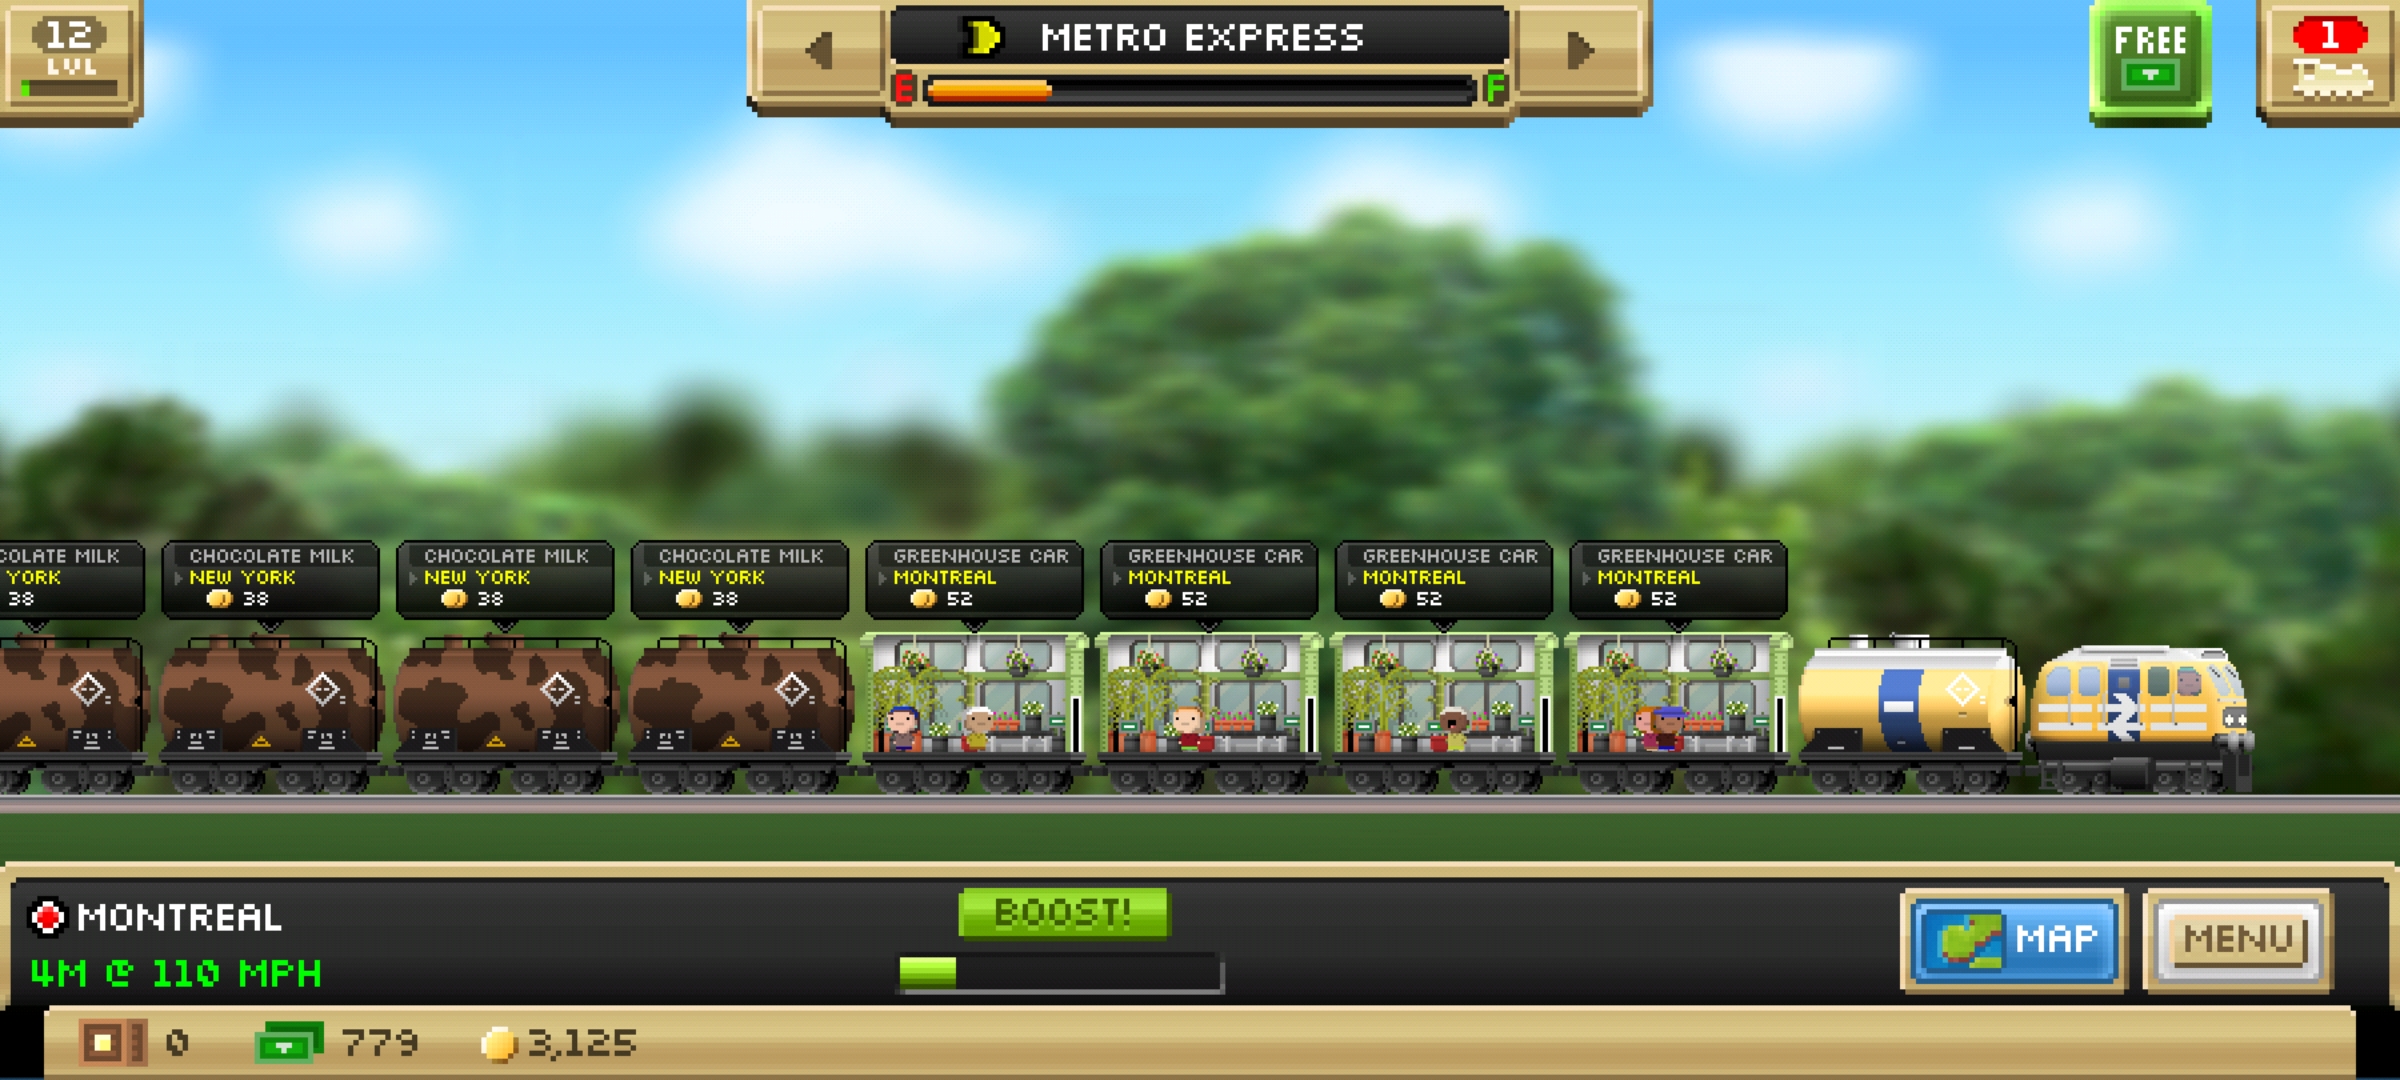 12
LVL
METRO EXPRESS
E
F
FREE
1
COLATE MILK
YORK
38
CHOCOLATE MILK
NEW YORK
38
CHOCOLATE MILK
NEW YORK
38
CHOCOLATE MILK
NEW YORK
38
GREENHOUSE CAR
MONTREAL
52
GREENHOUSE CAR
MONTREAL
52
GREENHOUSE CAR
MONTREAL
52
GREENHOUSE CAR
MONTREAL
52
MONTREAL
4M @ 110 MPH
BOOST!
MAP
MENU
0
779
3,125